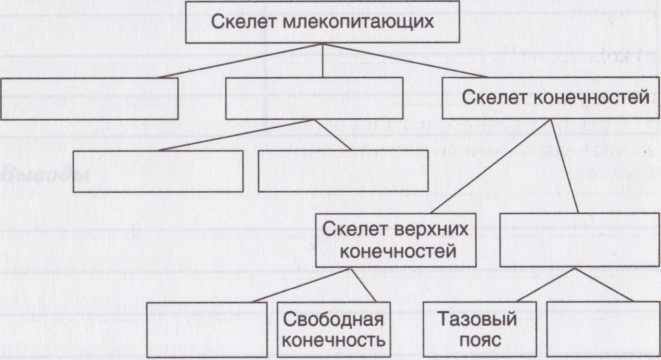 Скелет млекопитающих
Скелет конечностей
Выводы
Скелет верхних
конечностей
Свободная
конечность
Тазовый
пояс